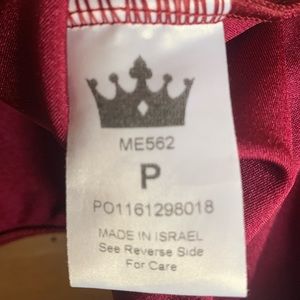 ME562
P
PO1161298018
MADE IN ISRAEL
See Reverse Side
For Care